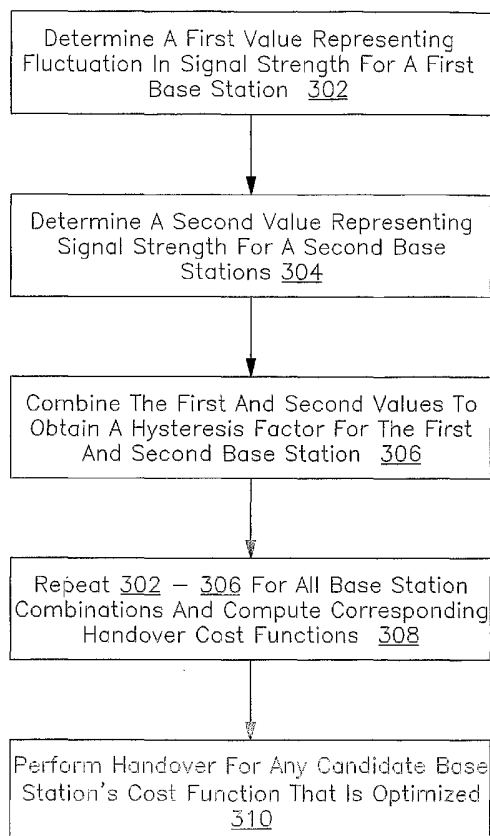 Determine A First Value Representing
Fluctuation In Signal Strength For A First
Base Station 302
Determine A Second Value Representing
Signal Strength For A Second Base
Stations 304
Combine The First And Second Values To
Obtain A Hysteresis Factor For The First
And Second Base Station 306
Repeat 302 – 306 For All Base Station
Combinations And Compute Corresponding
Handover Cost Functions 308
Perform Handover For Any Candidate Base
Station's Cost Function That Is Optimized
310